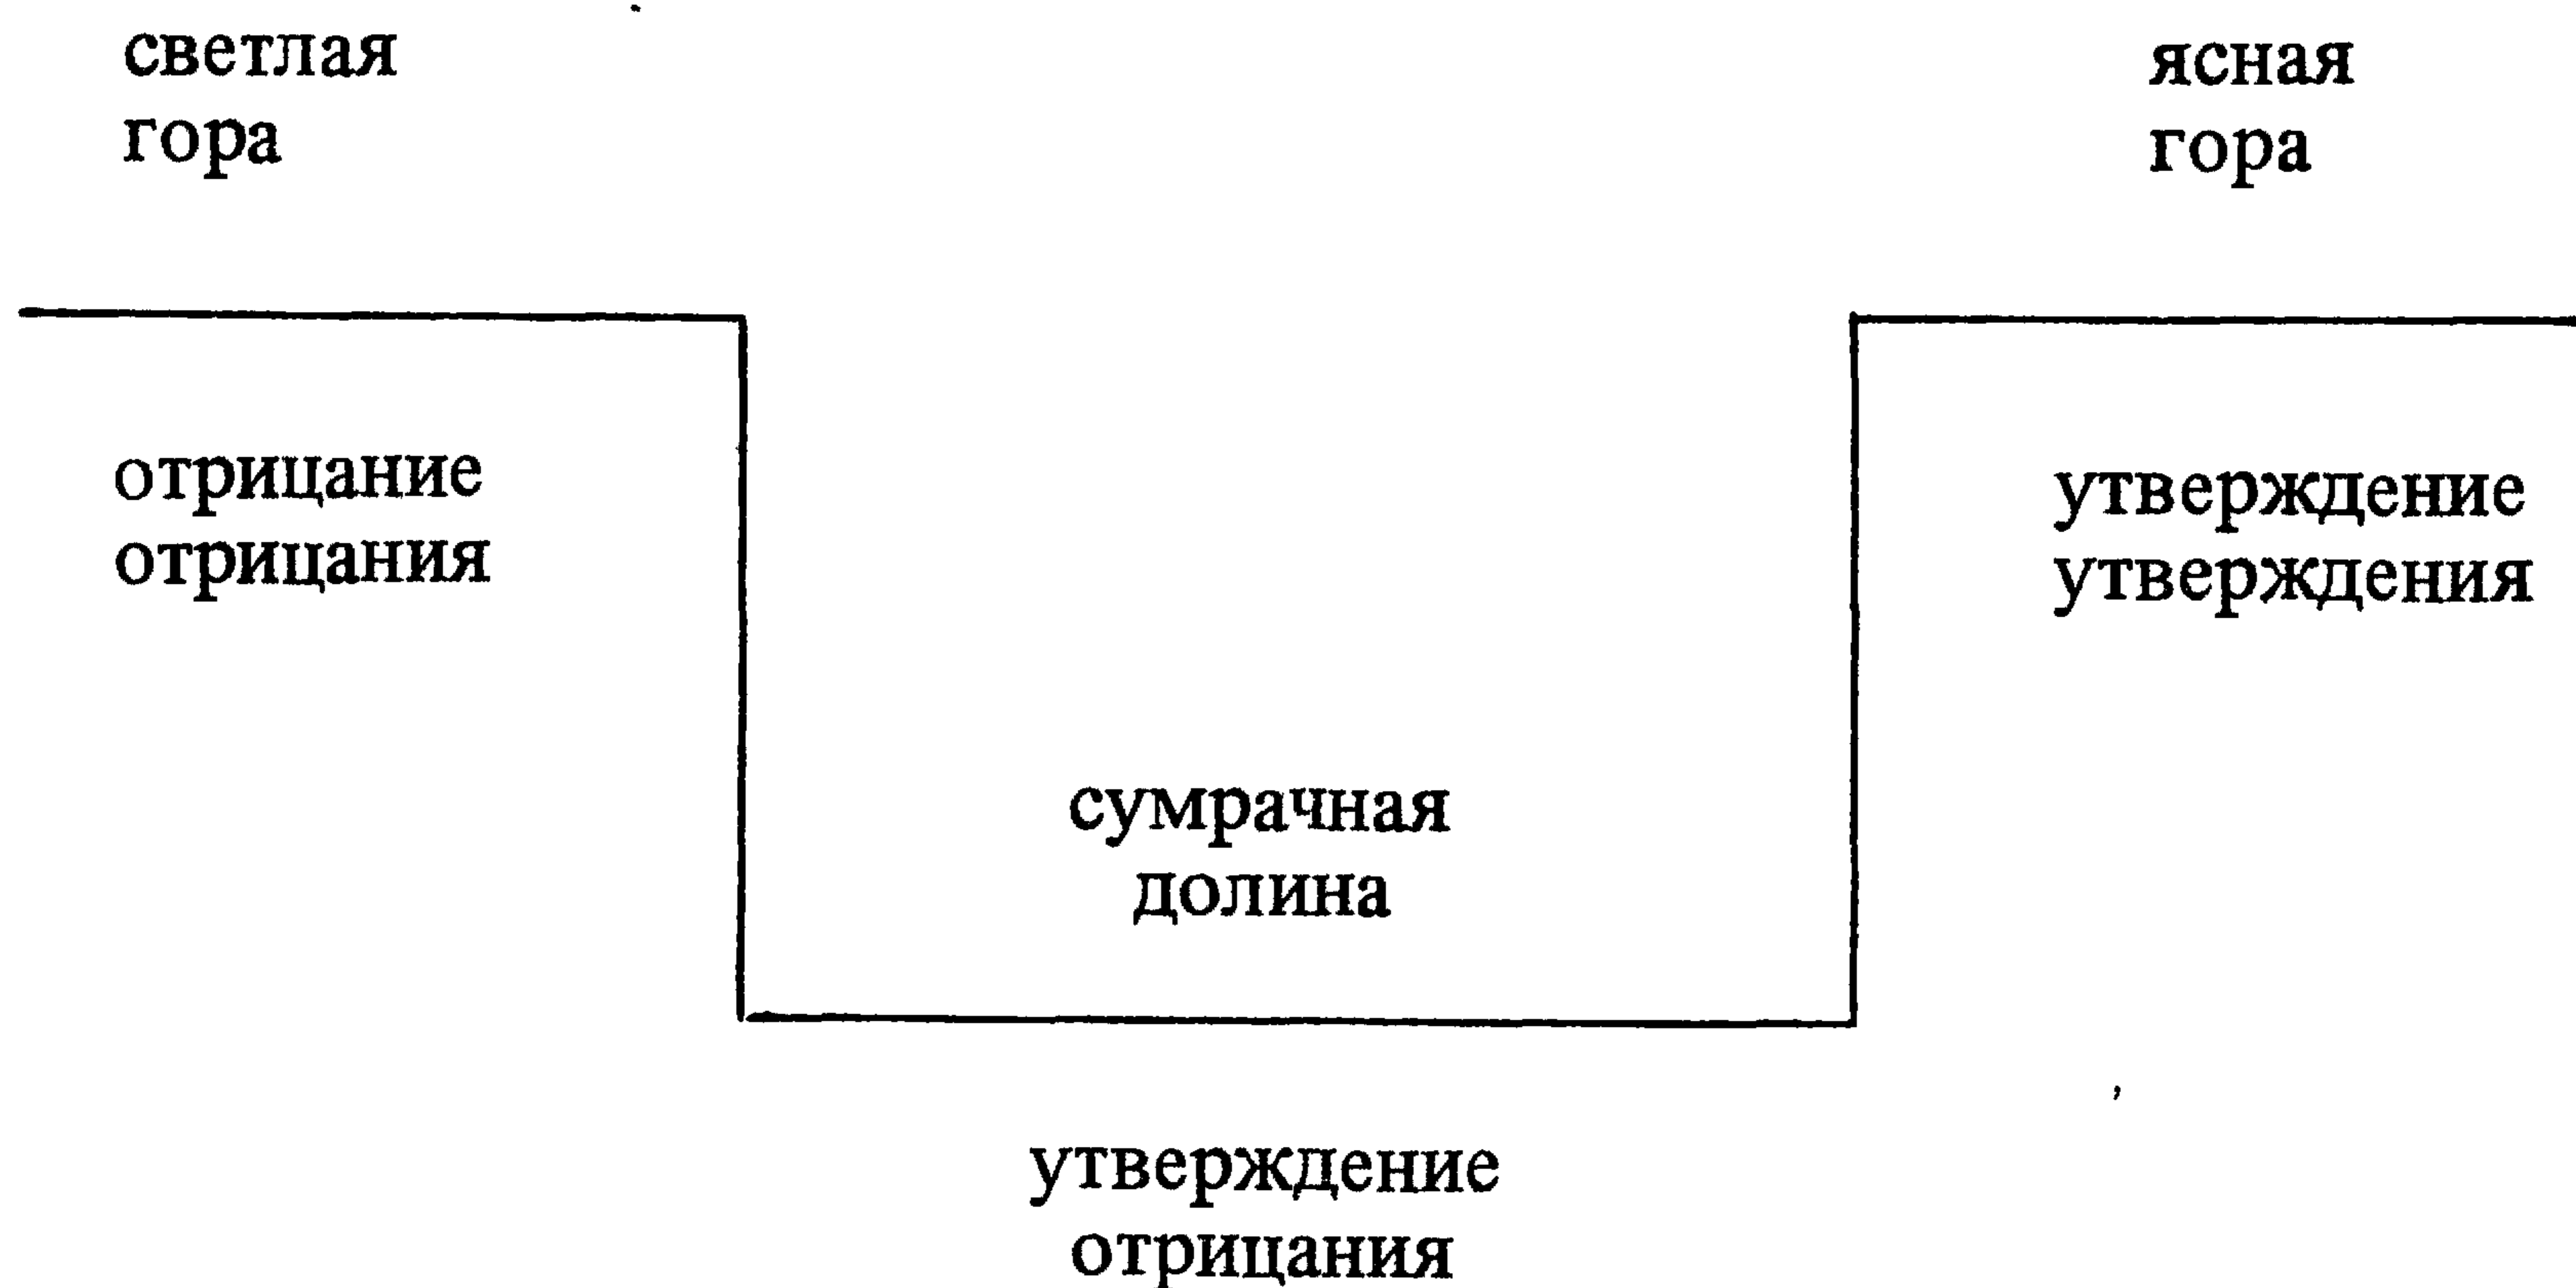 светлая
гора
ясная
гора
отрицание
отрицания
утверждение
утверждения
сумрачная
долина
утверждение
отрицания